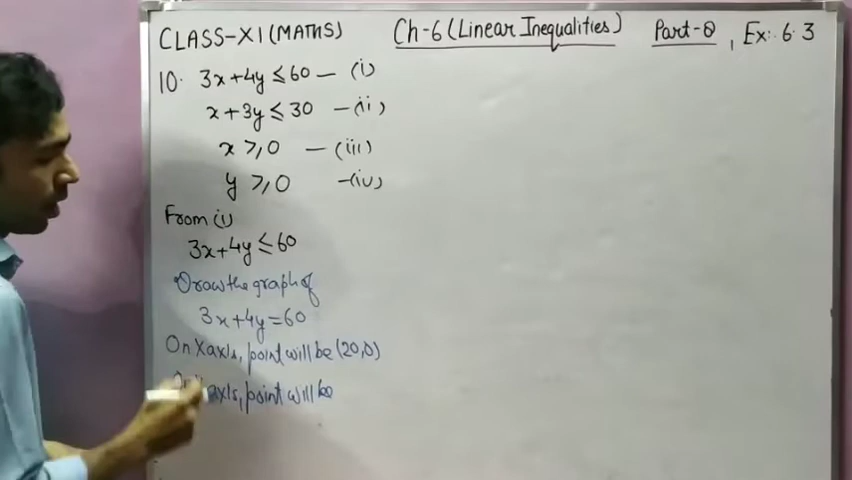 CLASS-XI (MATHS) Ch-6 (Linear Inequalities) Part-8, Ex:- 6.3
10. 3x+4y ≤ 60 — (i)
x + 3y ≤ 30 — (ii)
x ≥ 0 — (iii)
y ≥ 0 — (iv)
From (i)
3x+4y ≤ 60
Draw the graph of
3x+4y=60
On X axis, point will be (20,0)
axis, point will be